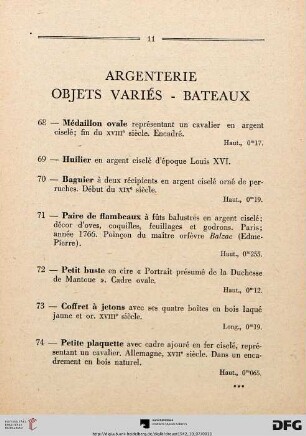 11
ARGENTERIE
OBJETS VARIÉS - BATEAUX
68 — Médaillon ovale représentant un cavalier en argent
ciselé; fin du XVIIIᵉ siècle. Encadré.
Haut., 0ᵐ17.
69 — Huilier en argent ciselé d'époque Louis XVI.
70 — Baguier à deux récipients en argent ciselé orné de per-
ruches. Début du XIXᵉ siècle.
Haut., 0ᵐ19.
71 — Paire de flambeaux à fûts balustres en argent ciselé;
décor d'oves, coquilles, feuillages et godrons. Paris;
année 1766. Poinçon du maître orfèvre Balzac (Edme-
Pierre).
Haut., 0ᵐ255.
72 — Petit buste en cire « Portrait présumé de la Duchesse
de Mantoue ». Cadre ovale.
Haut., 0ᵐ12.
73 — Coffret à jetons avec ses quatre boîtes en bois laqué
jaune et or. XVIIIᵉ siècle.
Long., 0ᵐ19.
74 — Petite plaquette avec cadre ajouré en fer ciselé, repré-
sentant un cavalier. Allemagne, XVIIᵉ siècle. Dans un en-
cadrement en bois naturel.
Haut., 0ᵐ065.
***